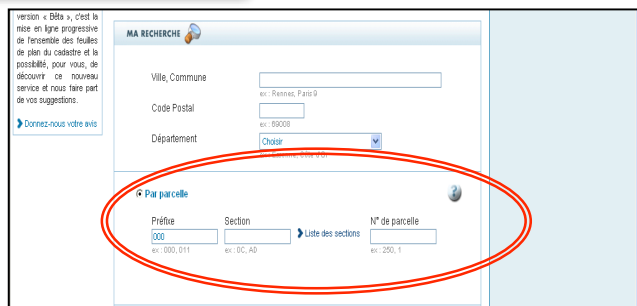 version « Bêta », c'est la
mise en ligne progressive
de l'ensemble des feuilles
de plan du cadastre et la
possibilité, pour vous, de
découvrir ce nouveau
service et nous faire part
de vos suggestions.
Donnez-nous votre avis
MA RECHERCHE
Ville, Commune
ex : Rennes, Paris 9
Code Postal
ex : 69008
Département
Choisir
Par parcelle
?
Préfixe Section N° de parcelle
000 Liste des sections
ex : 000, 011 ex : 0C, AD ex : 250, 1